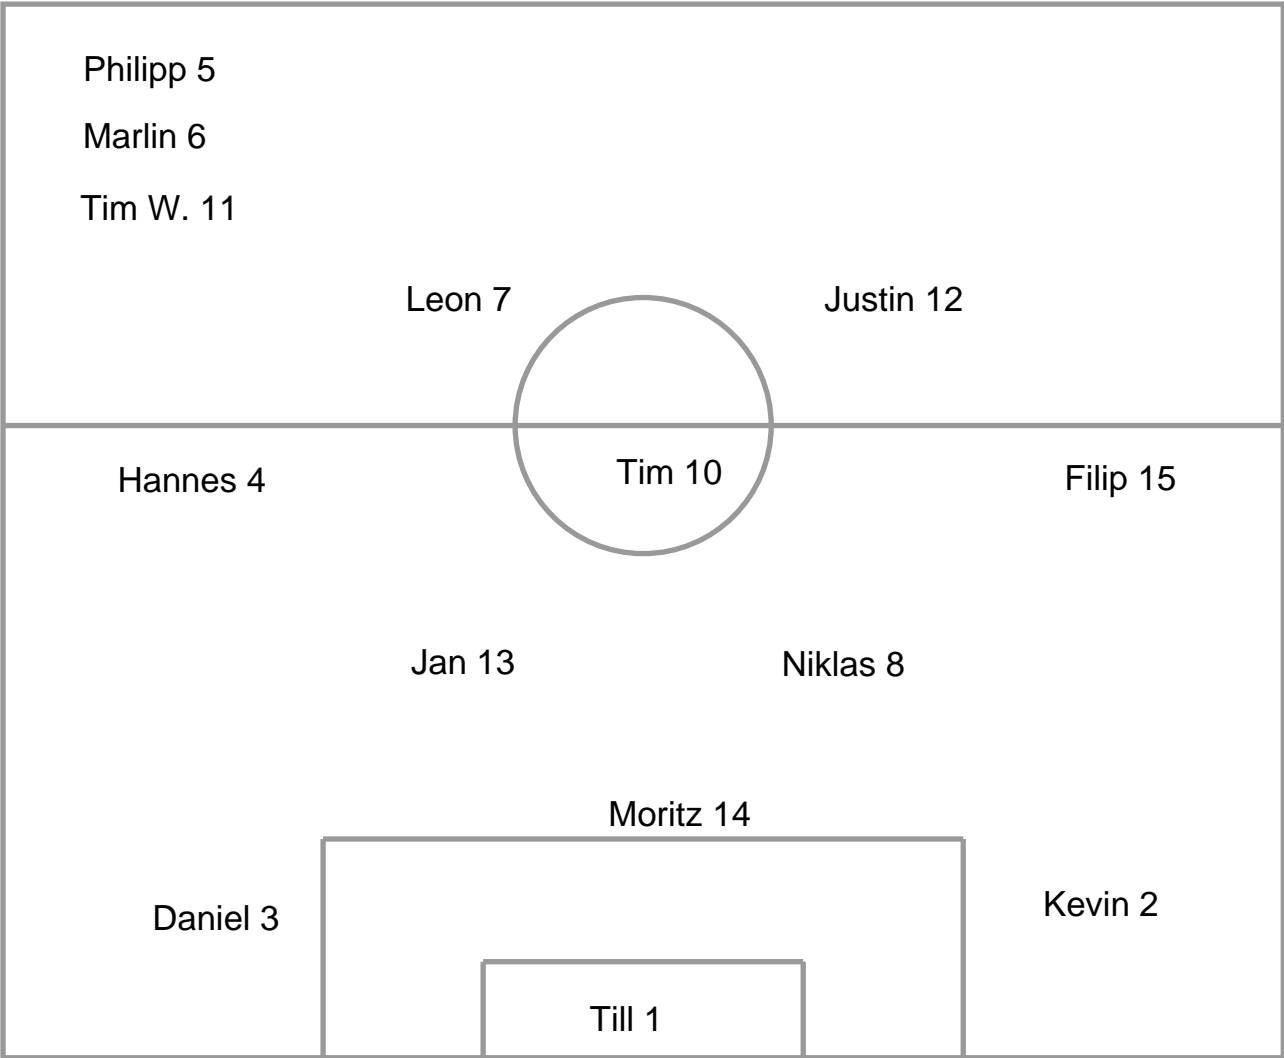 Philipp 5
Marlin 6
Tim W. 11
Leon 7
Justin 12
Hannes 4
Tim 10
Filip 15
Jan 13
Niklas 8
Moritz 14
Daniel 3
Kevin 2
Till 1